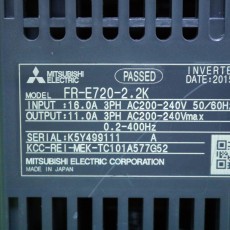 MITSUBISHI ELECTRIC PASSED INVERTE
MODEL FR-E720-2.2K DATE:2015
INPUT :16.0A 3PH AC200-240V 50/60H
OUTPUT:11.0A 3PH AC200-240Vmax
0.2-400Hz
SERIAL:K5Y499111 A
KCC-REI-MEK-TC101A577G52
MITSUBISHI ELECTRIC CORPORATION
MADE IN JAPAN